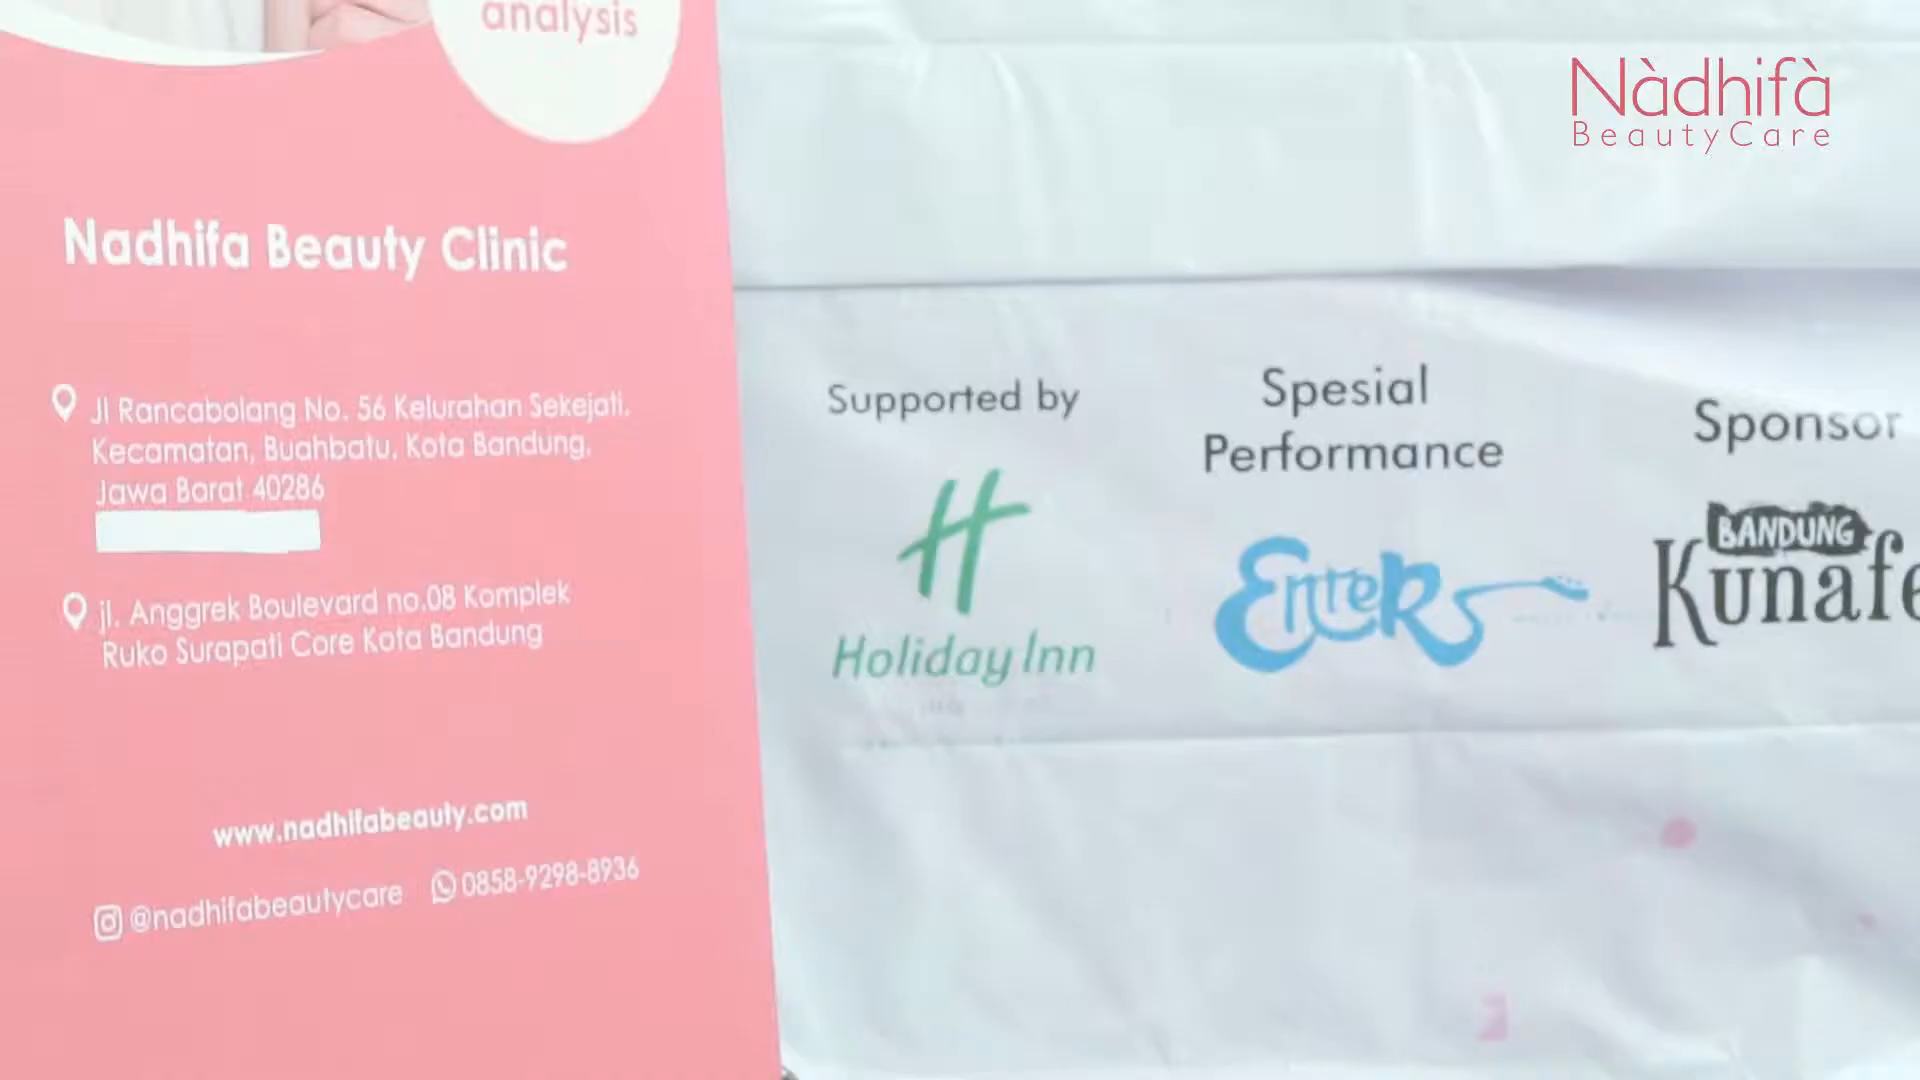 analysis
Nadhifa Beauty Clinic
Jl Rancabolang No. 56 Kelurahan Sekejati.
Kecamatan, Buahbatu, Kota Bandung,
Jawa Barat 40286
jl. Anggrek Boulevard no.08 Komplek
Ruko Surapati Core Kota Bandung
www.nadhifabeauty.com
@nadhifabeautycare
0858-9298-8936
Nàdhifà
BeautyCare
Supported by
H
Holiday Inn
Spesial
Performance
Enter
Sponsor
BANDUNG
Kunafe